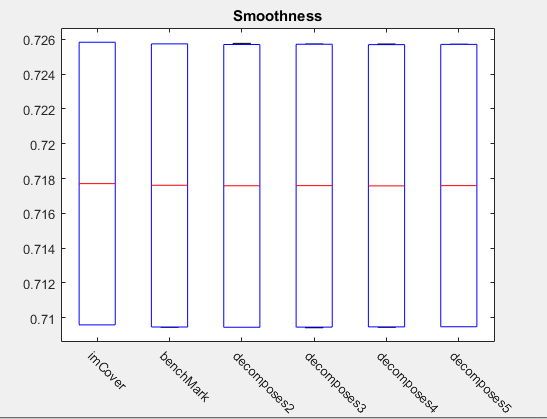 Smoothness
0.726
0.724
0.722
0.72
0.718
0.716
0.714
0.712
0.71
imCover
benchMark
decomposes2
decomposes3
decomposes4
decomposes5